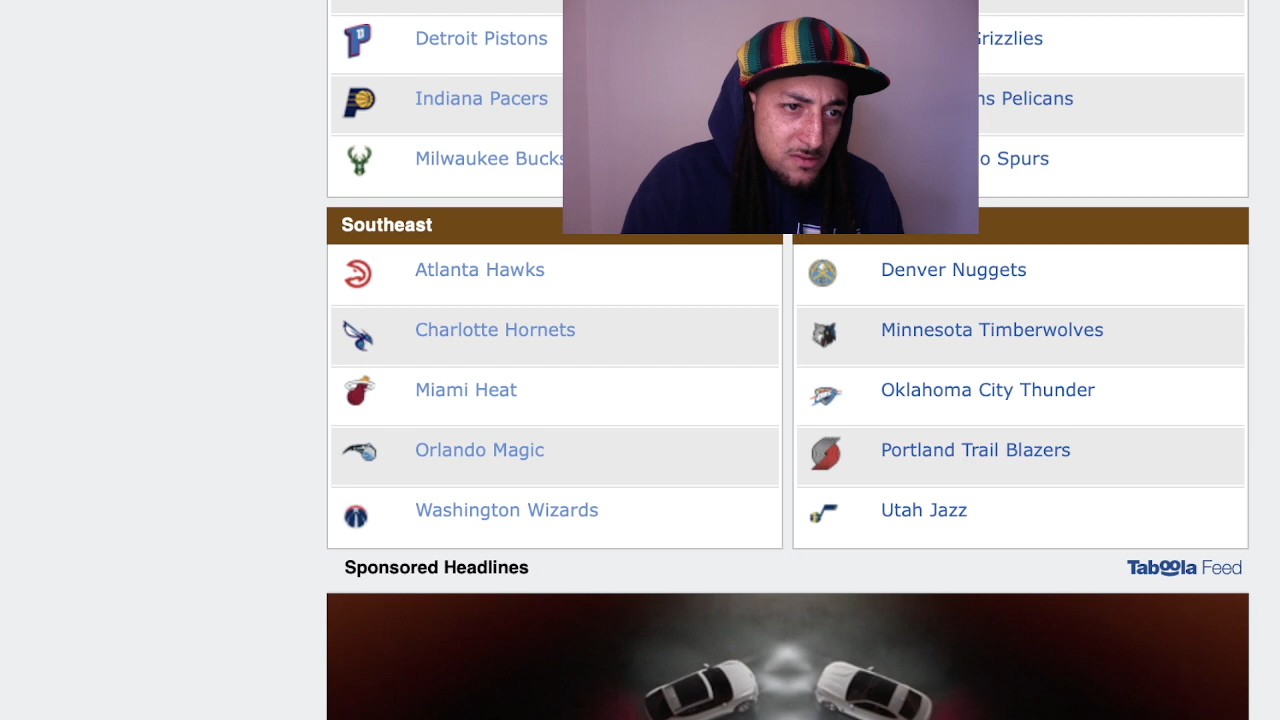 Detroit Pistons
Grizzlies
Indiana Pacers
ns Pelicans
Milwaukee Bucks
o Spurs
Southeast
Atlanta Hawks
Denver Nuggets
Charlotte Hornets
Minnesota Timberwolves
Miami Heat
Oklahoma City Thunder
Orlando Magic
Portland Trail Blazers
Washington Wizards
Utah Jazz
Sponsored Headlines
Taboola Feed